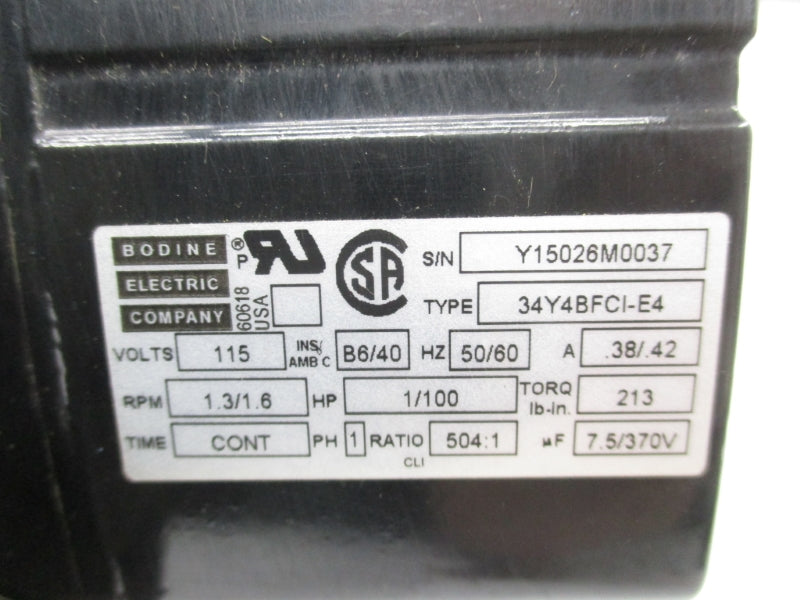 BODINE ® S/N Y15026M0037
ELECTRIC P
COMPANY 60618 USA TYPE 34Y4BFCI-E4
VOLTS 115 INS/ AMB C B6/40 HZ 50/60 A .38/.42
RPM 1.3/1.6 HP 1/100 TORQ lb-in. 213
TIME CONT PH 1 RATIO 504:1 µF 7.5/370V
CLI